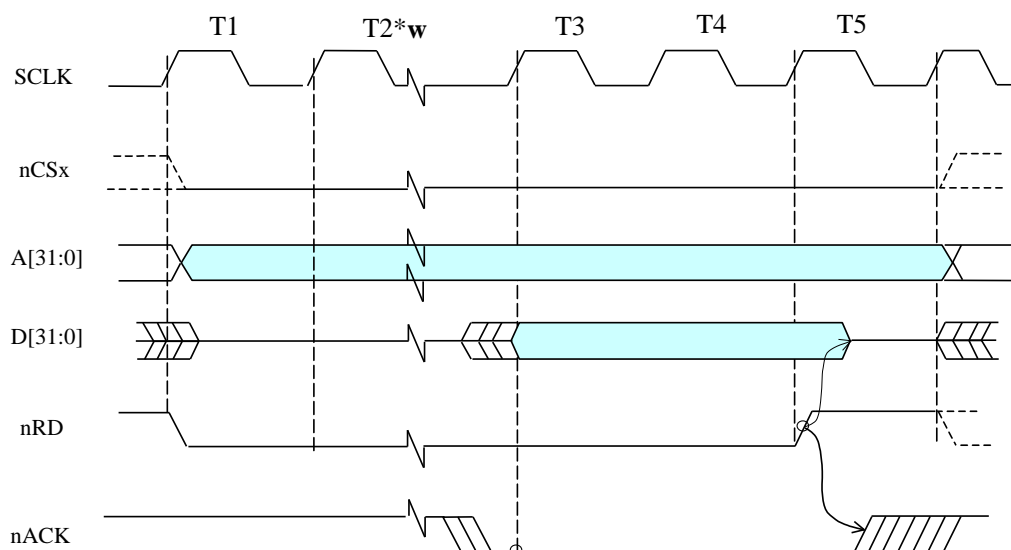 T1 T2*w T3 T4 T5
SCLK
nCSx
A[31:0]
D[31:0]
nRD
nACK